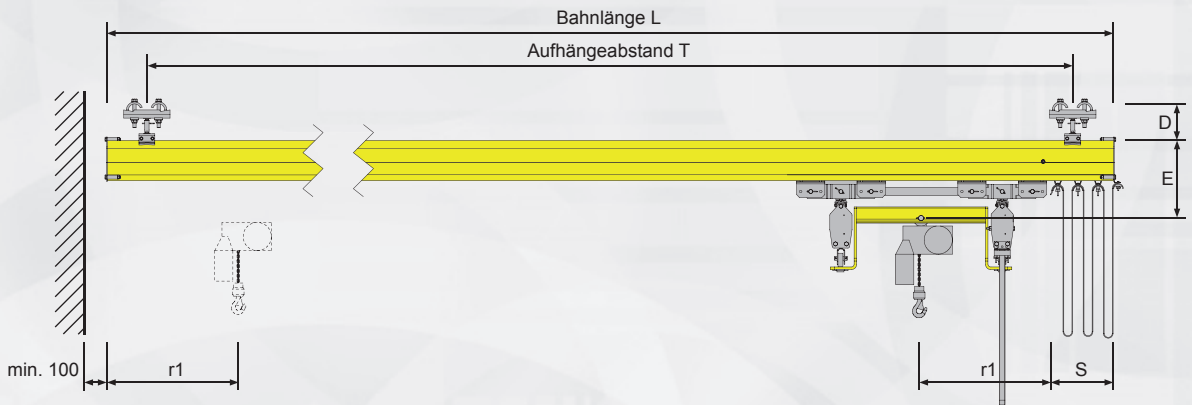 Bahnlänge L
Aufhängeabstand T
D
E
min. 100
r1
r1
S